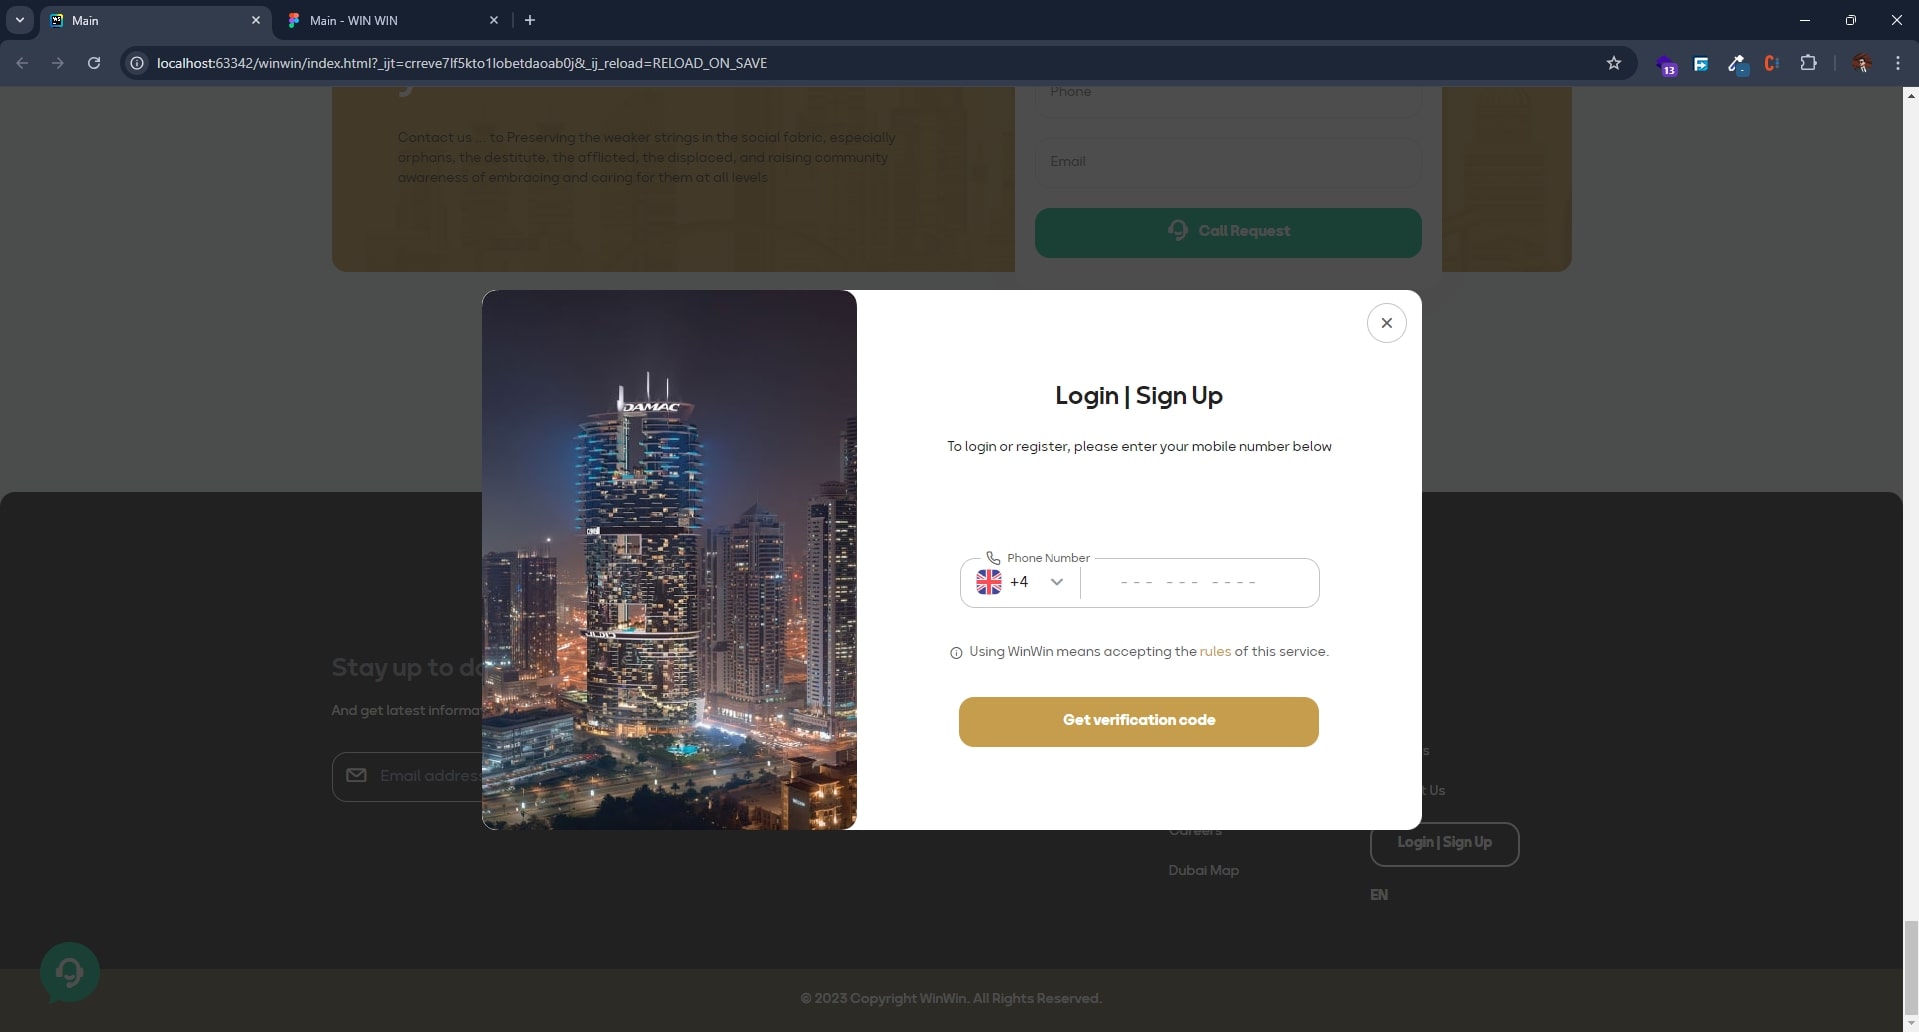 Main
Main - WIN WIN
localhost:63342/winwin/index.html?_ijt=crreve7lf5kto1lobetdaoab0j&_ij_reload=RELOAD_ON_SAVE
13
Phone
Contact us ... to Preserving the weaker strings in the social fabric, especially
orphans, the destitute, the afflicted, the displaced, and raising community
awareness of embracing and caring for them at all levels
Email
Call Request
DAMAC
Login | Sign Up
To login or register, please enter your mobile number below
Phone Number
+4
--- --- ----
Using WinWin means accepting the rules of this service.
Get verification code
Stay up to da
And get latest informa
Email address
s
t Us
Careers
Login | Sign Up
Dubai Map
EN
© 2023 Copyright WinWin. All Rights Reserved.